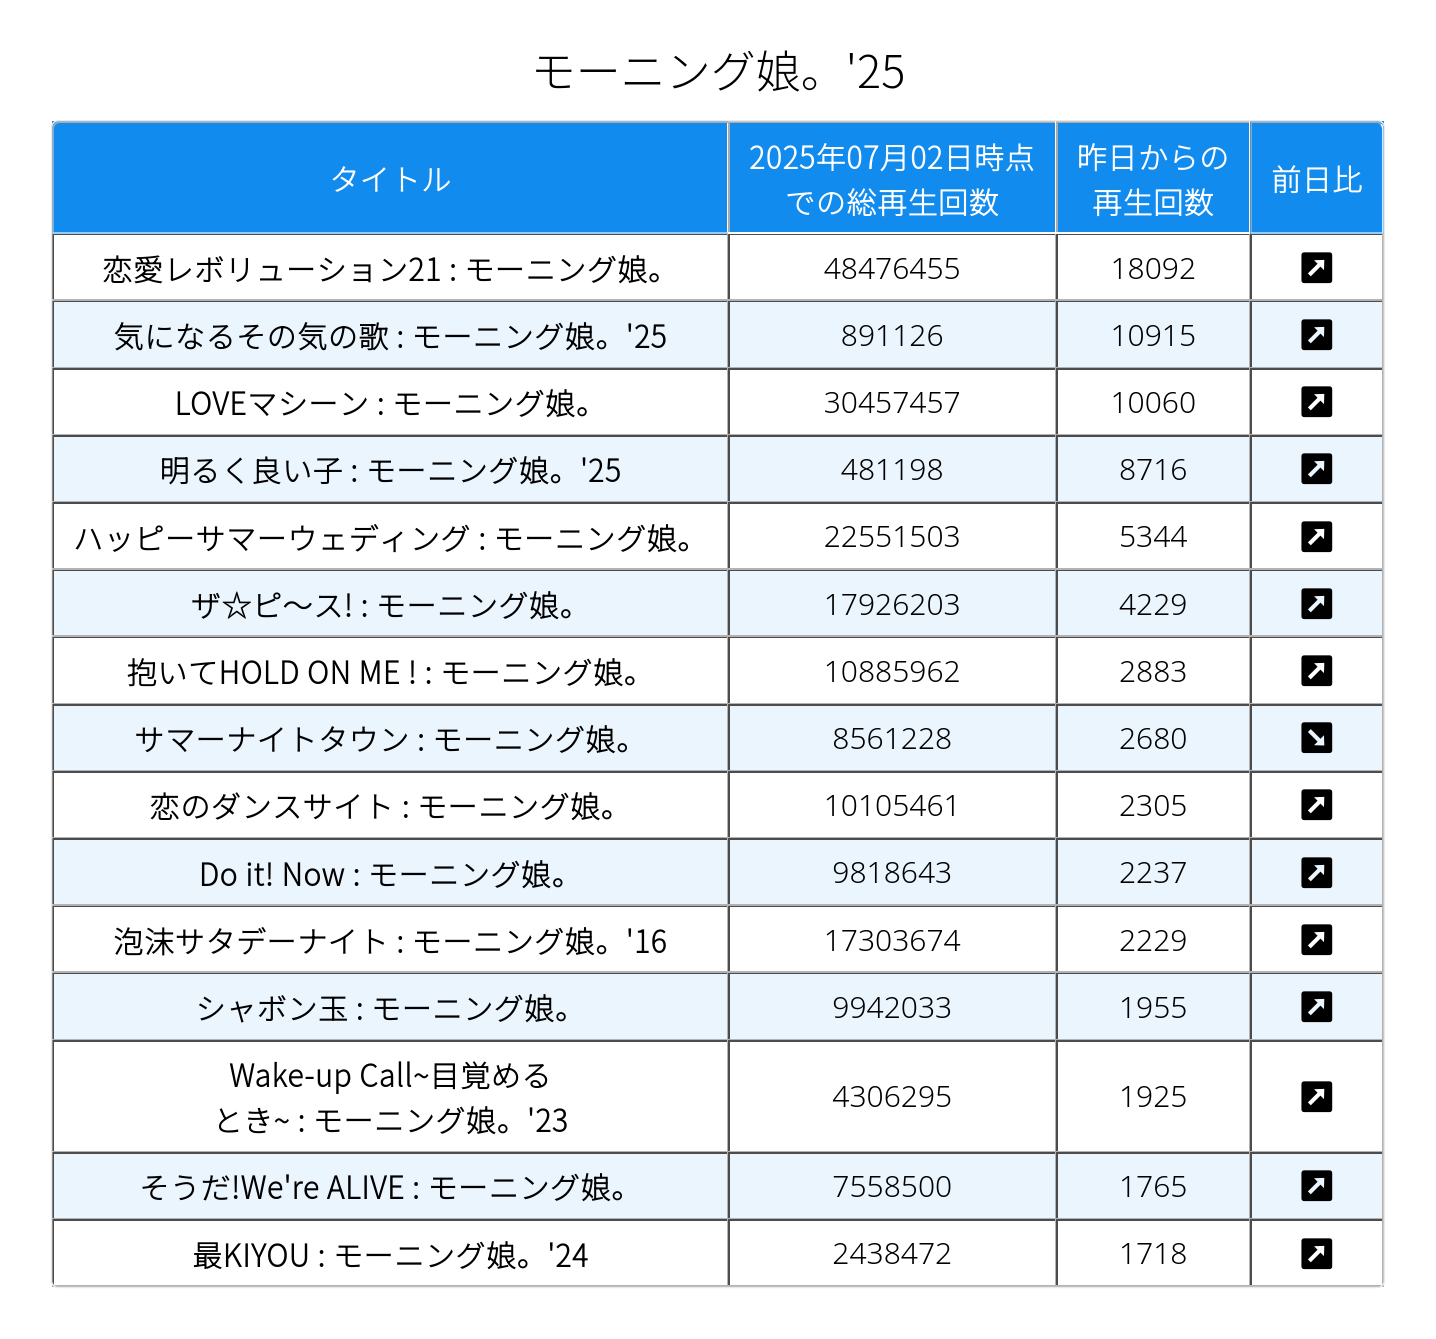 モーニング娘。'25
タイトル
2025年07月02日時点
での総再生回数
昨日からの
再生回数
前日比
恋愛レボリューション21 : モーニング娘。 48476455 18092 ↗
気になるその気の歌 : モーニング娘。'25 891126 10915 ↗
LOVEマシーン : モーニング娘。 30457457 10060 ↗
明るく良い子 : モーニング娘。'25 481198 8716 ↗
ハッピーサマーウェディング : モーニング娘。 22551503 5344 ↗
ザ☆ピ〜ス! : モーニング娘。 17926203 4229 ↗
抱いてHOLD ON ME ! : モーニング娘。 10885962 2883 ↗
サマーナイトタウン : モーニング娘。 8561228 2680 ↘
恋のダンスサイト : モーニング娘。 10105461 2305 ↗
Do it! Now : モーニング娘。 9818643 2237 ↗
泡沫サタデーナイト : モーニング娘。'16 17303674 2229 ↗
シャボン玉 : モーニング娘。 9942033 1955 ↗
Wake-up Call~目覚める
とき~ : モーニング娘。'23 4306295 1925 ↗
そうだ!We're ALIVE : モーニング娘。 7558500 1765 ↗
最KIYOU : モーニング娘。'24 2438472 1718 ↗